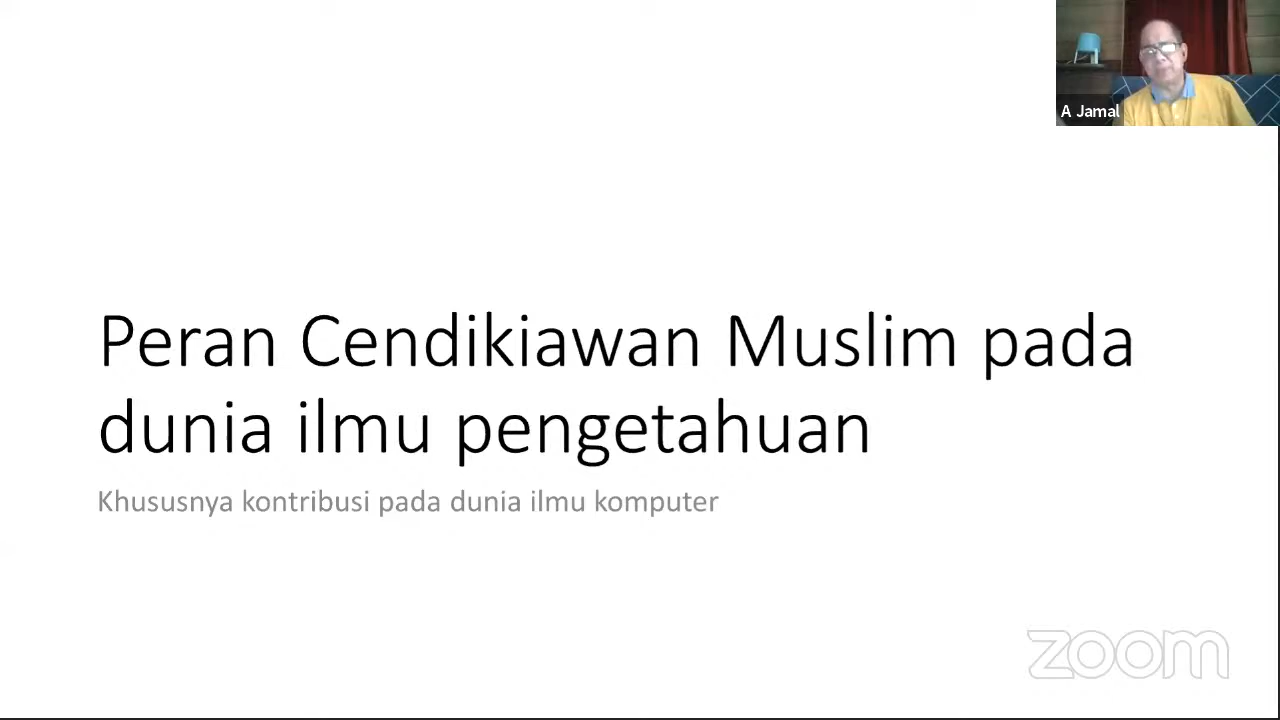 A Jamal
Peran Cendikiawan Muslim pada
dunia ilmu pengetahuan
Khususnya kontribusi pada dunia ilmu komputer
zoom